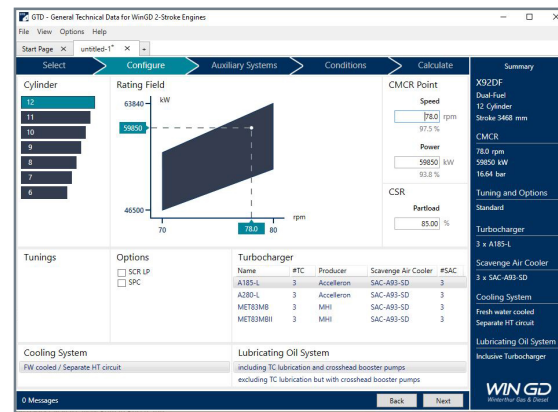 GTD - General Technical Data for WinGD 2-Stroke Engines
File View Options Help
Start Page × untitled-1* × +
Select Configure Auxiliary Systems Conditions Calculate
Cylinder
12
11
10
9
8
7
6
Rating Field
kW
63840
59850
46500
70 78.0 80
rpm
CMCR Point
Speed
78.0 rpm
97.5 %
Power
59850 kW
93.8 %
CSR
Partload
85.00 %
Tunings
Options
SCR LP
SPC
Turbocharger
Name #TC Producer Scavenge Air Cooler #SAC
A185-L 3 Accelleron SAC-A93-SD 3
A280-L 3 Accelleron SAC-A93-SD 3
MET83MB 3 MHI SAC-A93-SD 3
MET83MBII 3 MHI SAC-A93-SD 3
Cooling System
FW cooled / Separate HT circuit
Lubricating Oil System
including TC lubrication and crosshead booster pumps
excluding TC lubrication but with crosshead booster pumps
0 Messages
Back Next
Summary
X92DF
Dual-Fuel
12 Cylinder
Stroke 3468 mm
CMCR
78.0 rpm
59850 kW
16.64 bar
Tuning and Options
Standard
Turbocharger
3 x A185-L
Scavenge Air Cooler
3 x SAC-A93-SD
Cooling System
Fresh water cooled
Separate HT circuit
Lubricating Oil System
Inclusive Turbocharger
WIN GD
Winterthur Gas & Diesel